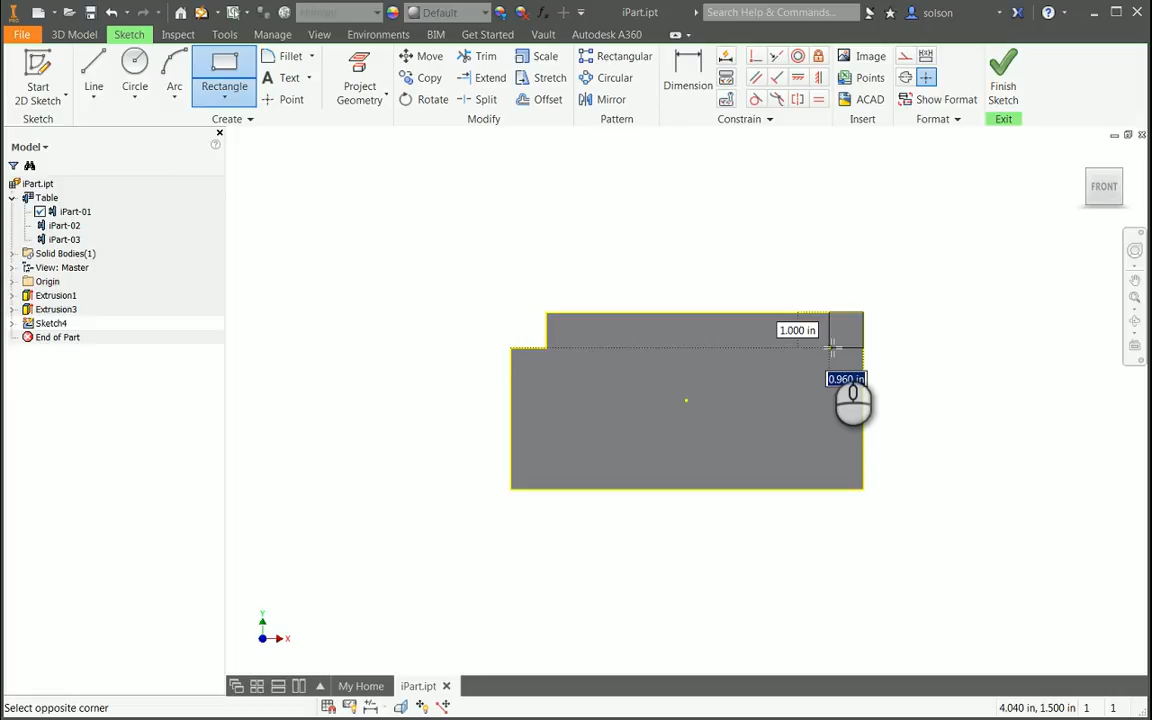 PRO
Default
iPart.ipt
Search Help & Commands...
solson
File
3D Model
Sketch
Inspect
Tools
Manage
View
Environments
BIM
Get Started
Vault
Autodesk A360
Start
2D Sketch
Line
Circle
Arc
Rectangle
Fillet
Text
Point
Project
Geometry
Move
Copy
Rotate
Trim
Extend
Split
Scale
Stretch
Offset
Rectangular
Circular
Mirror
Dimension
Image
Points
ACAD
Show Format
Finish
Sketch
Sketch
Create
Modify
Pattern
Constrain
Insert
Format
Exit
Model
iPart.ipt
Table
iPart-01
iPart-02
iPart-03
Solid Bodies(1)
View: Master
Origin
Extrusion1
Extrusion3
Sketch4
End of Part
FRONT
1.000 in
0.960 in
Y
X
My Home
iPart.ipt
Select opposite corner
4.040 in, 1.500 in
1
1